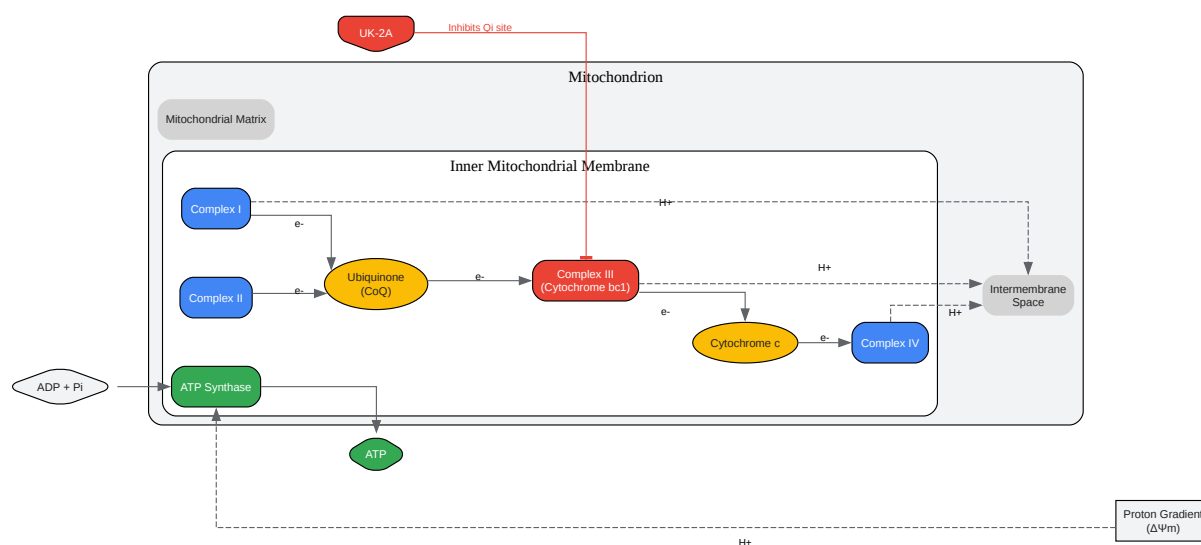 UK-2A
Inhibits Qi site
Mitochondrion
Mitochondrial Matrix
Inner Mitochondrial Membrane
Complex I
H+
e-
Ubiquinone
(CoQ)
e-
Complex III
(Cytochrome bc1)
H+
Intermembrane
Space
Complex II
e-
e-
H+
Cytochrome c
e-
Complex IV
ADP + Pi
ATP Synthase
ATP
Proton Gradient
(ΔΨm)
H+